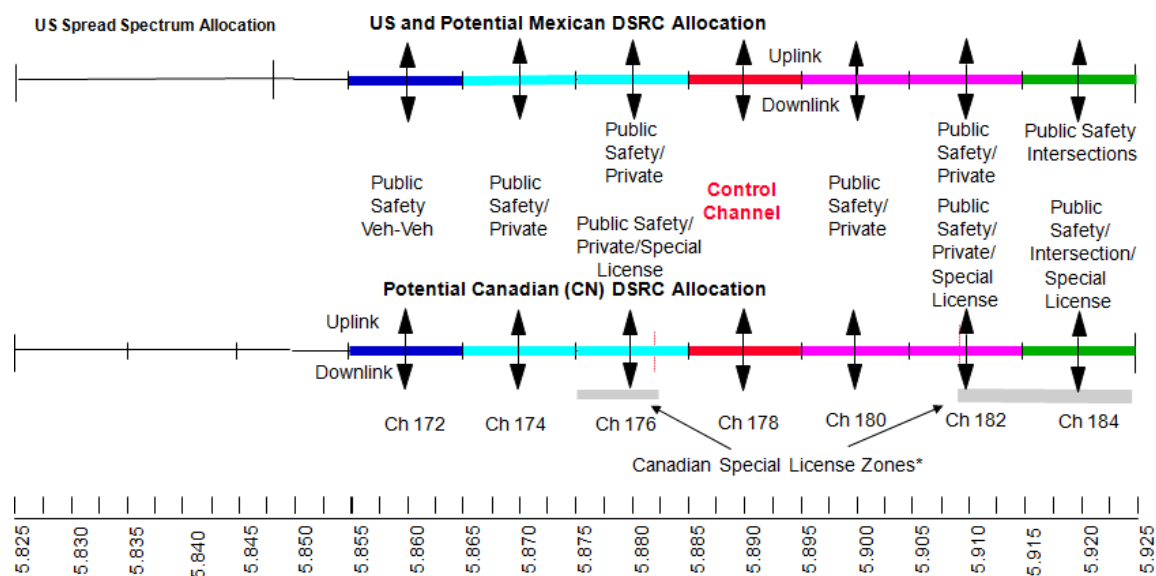 US Spread Spectrum Allocation
US and Potential Mexican DSRC Allocation
Uplink
Downlink
Public
Safety
Veh-Veh
Public
Safety/
Private
Public
Safety/
Private
Public Safety/
Private/Special
License
Control
Channel
Public
Safety/
Private
Public
Safety/
Private
Public
Safety/
Private/
Special
License
Public Safety
Intersections
Public
Safety/
Intersection/
Special
License
Potential Canadian (CN) DSRC Allocation
Uplink
Downlink
Ch 172
Ch 174
Ch 176
Ch 178
Ch 180
Ch 182
Ch 184
Canadian Special License Zones*
5.825
5.830
5.835
5.840
5.845
5.850
5.855
5.860
5.865
5.870
5.875
5.880
5.885
5.890
5.895
5.900
5.905
5.910
5.915
5.920
5.925